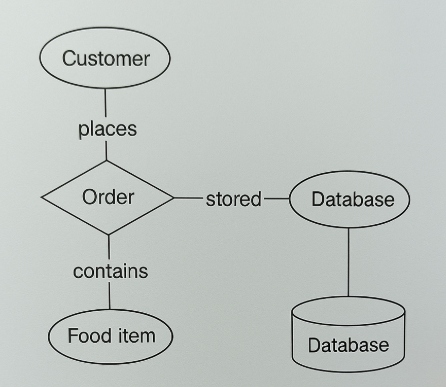 Customer
places
Order
stored
Database
contains
Food item
Database